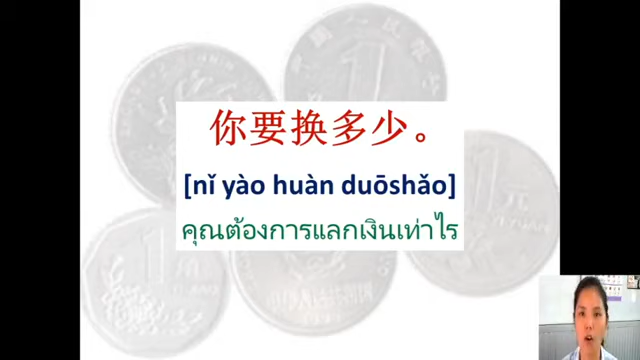 你要换多少。
[nǐ yào huàn duōshǎo]
คุณต้องการแลกเงินเท่าไร